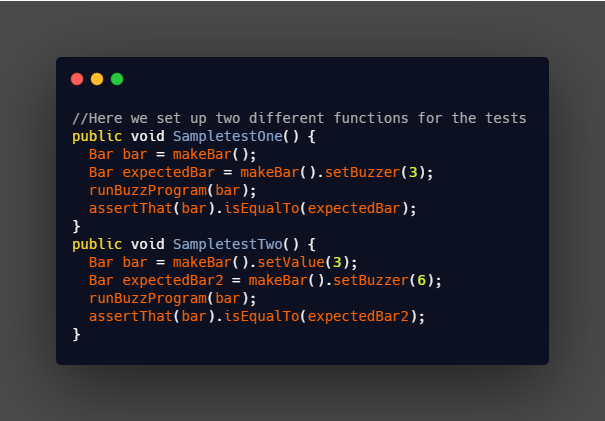 //Here we set up two different functions for the tests
public void SampletestOne() {
  Bar bar = makeBar();
  Bar expectedBar = makeBar().setBuzzer(3);
  runBuzzProgram(bar);
  assertThat(bar).isEqualTo(expectedBar);
}
public void SampletestTwo() {
  Bar bar = makeBar().setValue(3);
  Bar expectedBar2 = makeBar().setBuzzer(6);
  runBuzzProgram(bar);
  assertThat(bar).isEqualTo(expectedBar2);
}